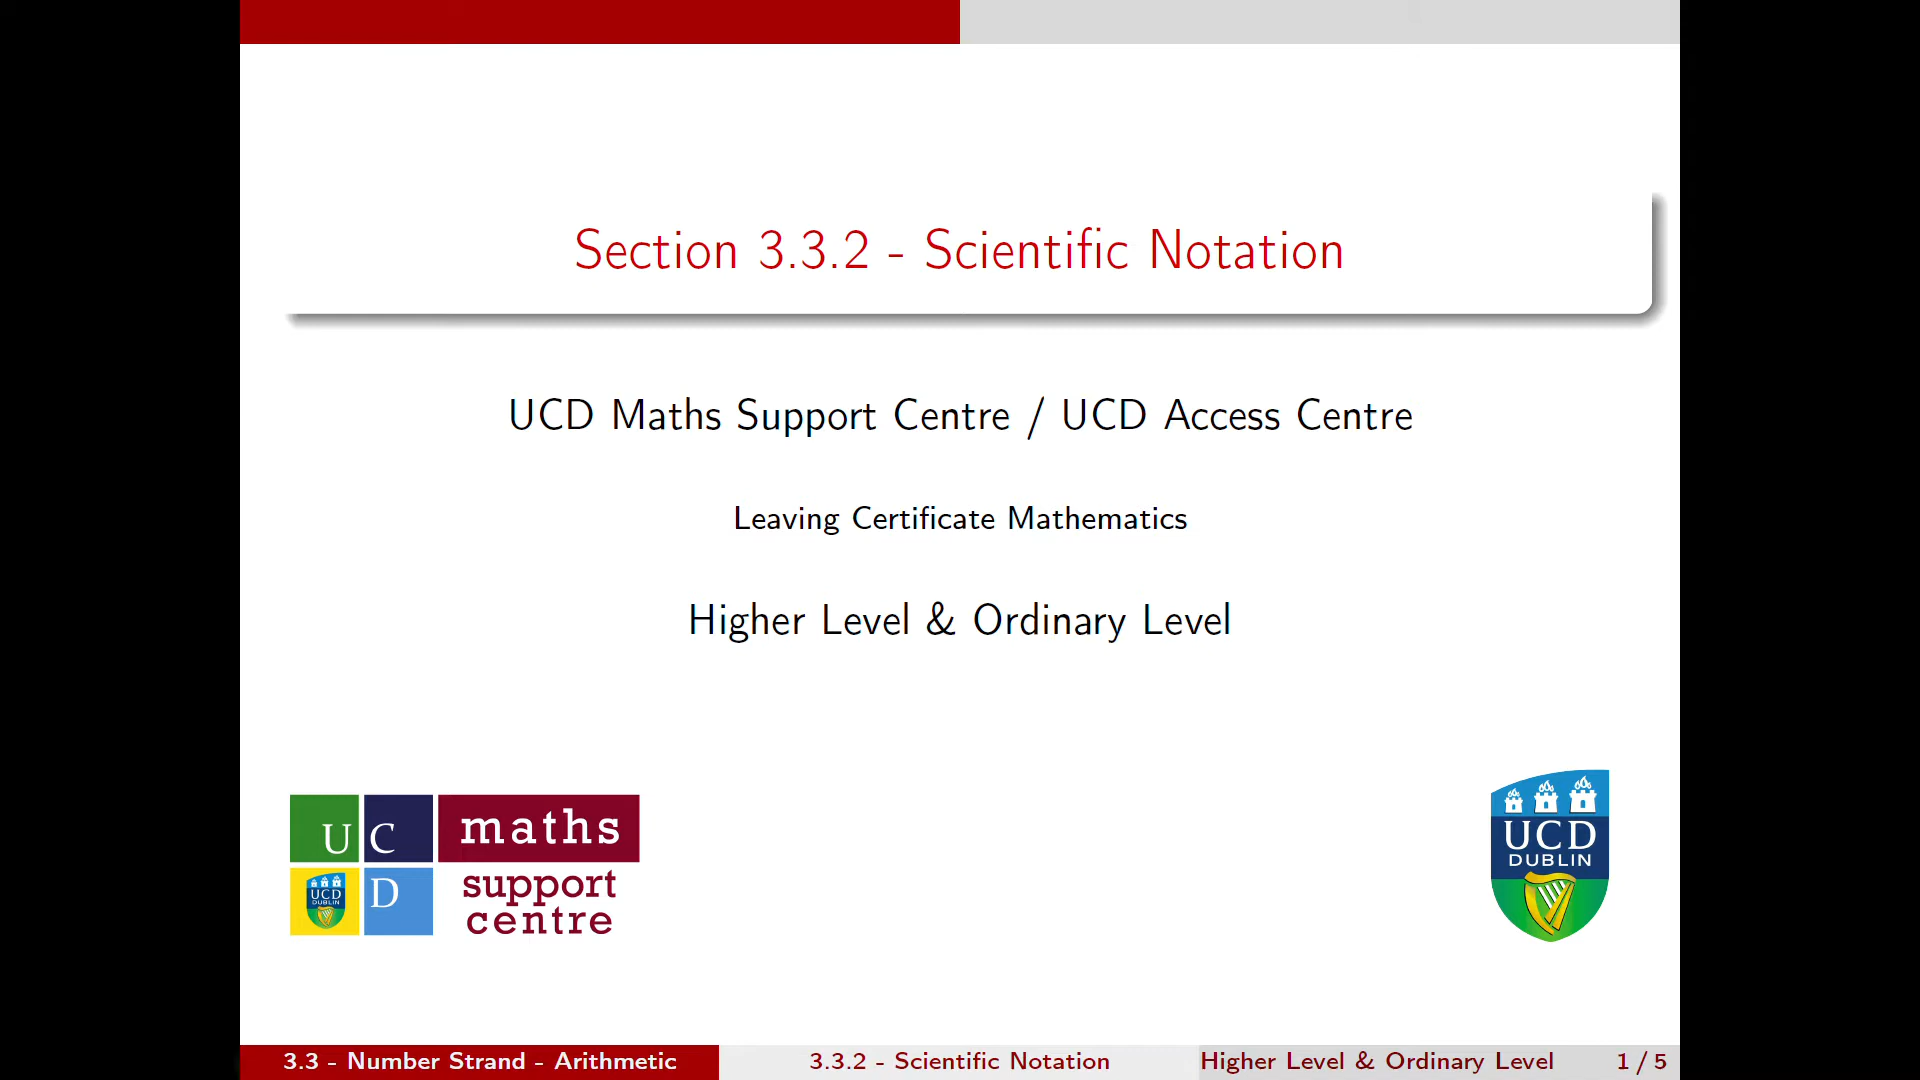 Section 3.3.2 - Scientific Notation
UCD Maths Support Centre / UCD Access Centre
Leaving Certificate Mathematics
Higher Level & Ordinary Level
U C
D
maths
support
centre
UCD
DUBLIN
UCD
DUBLIN
3.3 - Number Strand - Arithmetic
3.3.2 - Scientific Notation
Higher Level & Ordinary Level
1 / 5